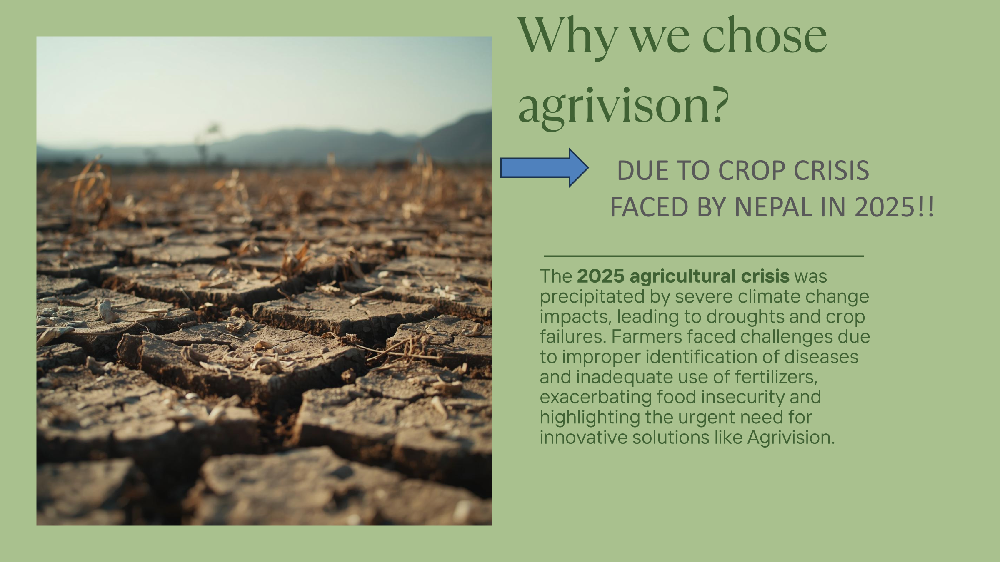 Why we chose
agrivison?
DUE TO CROP CRISIS
FACED BY NEPAL IN 2025!!
The 2025 agricultural crisis was
precipitated by severe climate change
impacts, leading to droughts and crop
failures. Farmers faced challenges due
to improper identification of diseases
and inadequate use of fertilizers,
exacerbating food insecurity and
highlighting the urgent need for
innovative solutions like Agrivision.